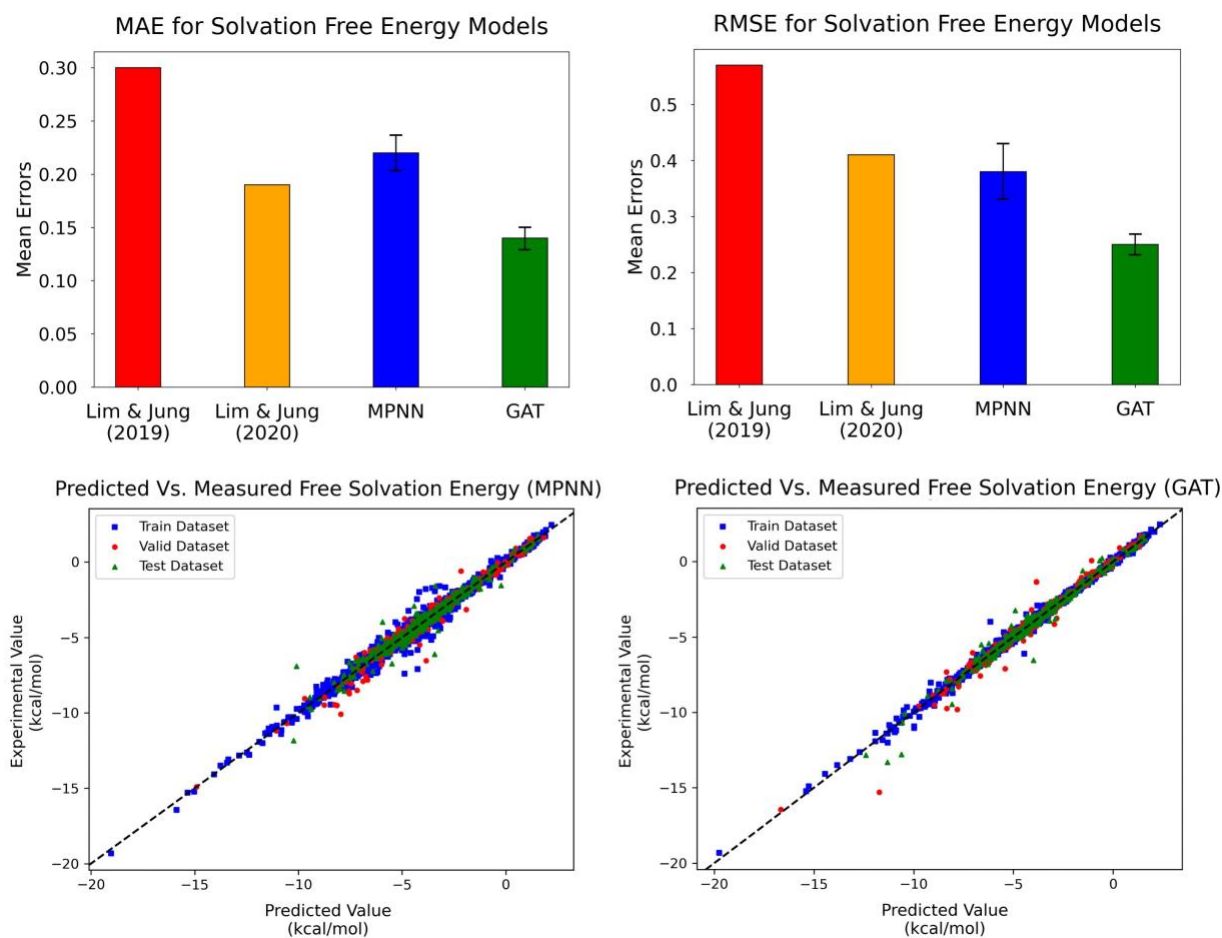 MAE for Solvation Free Energy Models
Mean Errors
0.30
0.25
0.20
0.15
0.10
0.05
0.00
Lim & Jung
(2019)
Lim & Jung
(2020)
MPNN
GAT
RMSE for Solvation Free Energy Models
Mean Errors
0.5
0.4
0.3
0.2
0.1
0.0
Lim & Jung
(2019)
Lim & Jung
(2020)
MPNN
GAT
Predicted Vs. Measured Free Solvation Energy (MPNN)
Train Dataset
Valid Dataset
Test Dataset
Experimental Value
(kcal/mol)
0
−5
−10
−15
−20
−20 −15 −10 −5 0
Predicted Value
(kcal/mol)
Predicted Vs. Measured Free Solvation Energy (GAT)
Train Dataset
Valid Dataset
Test Dataset
Experimental Value
(kcal/mol)
0
−5
−10
−15
−20
−20 −15 −10 −5 0
Predicted Value
(kcal/mol)